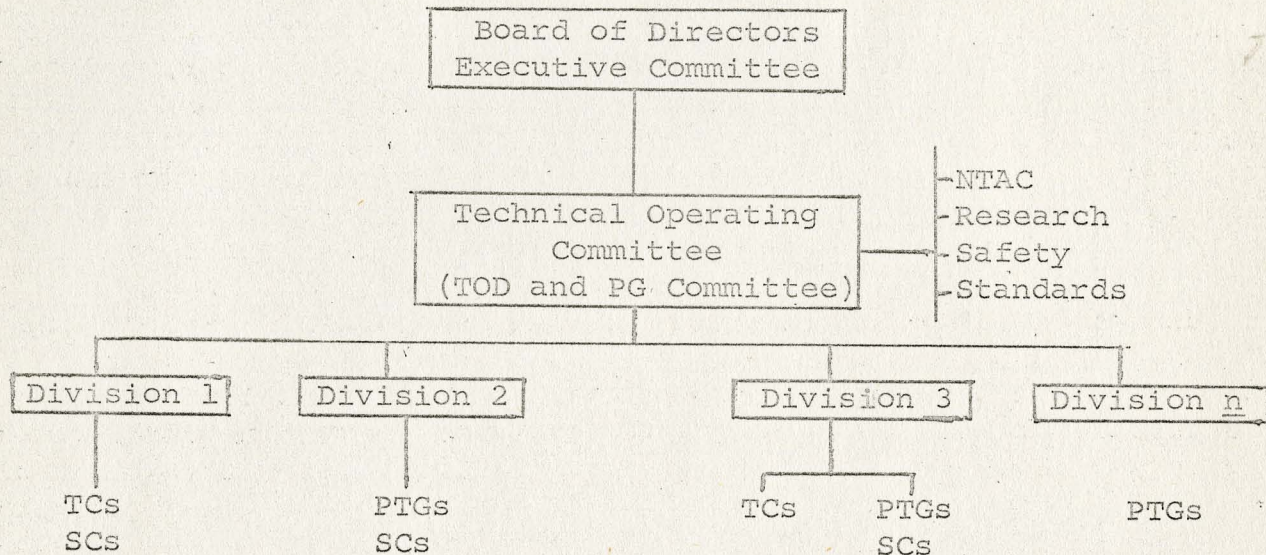 Board of Directors
Executive Committee
Technical Operating
Committee
(TOD and PG Committee)
NTAC
Research
Safety
Standards
Division 1
Division 2
Division 3
Division n
TCs
SCs
PTGs
SCs
TCs
PTGs
SCs
PTGs